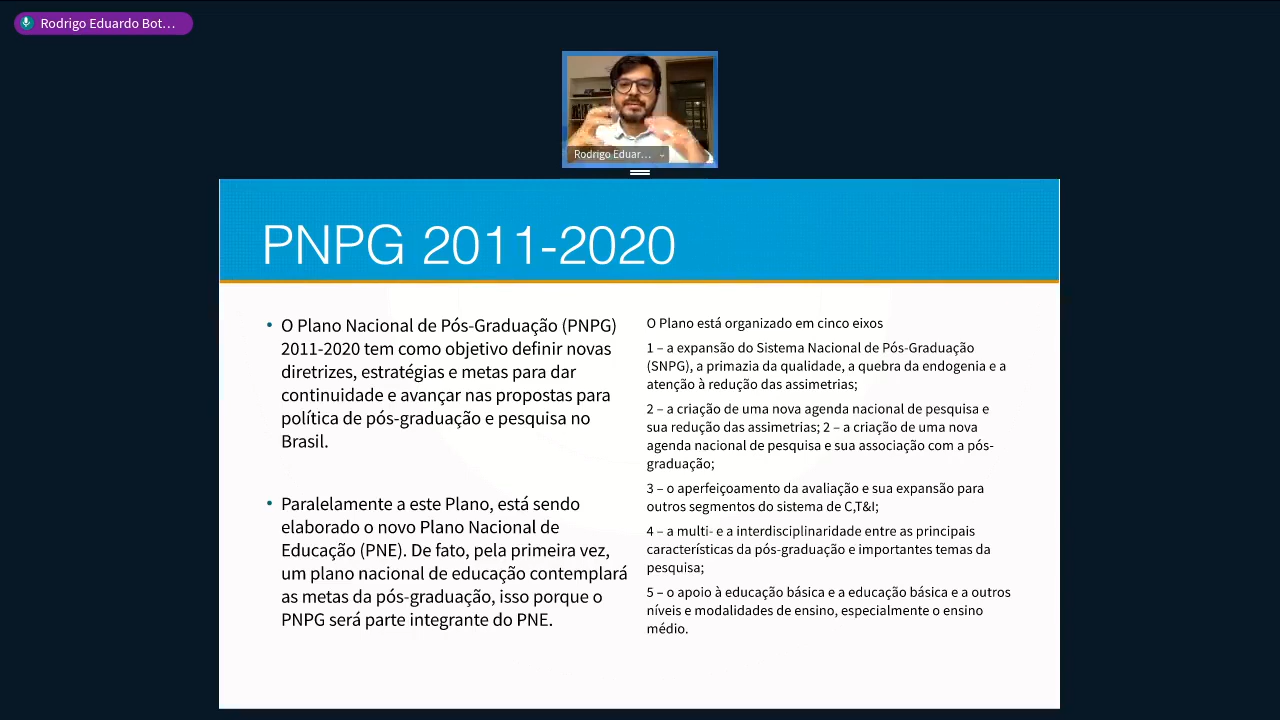 Rodrigo Eduardo Bot...
Rodrigo Eduar...
PNPG 2011-2020
• O Plano Nacional de Pós-Graduação (PNPG)
2011-2020 tem como objetivo definir novas
diretrizes, estratégias e metas para dar
continuidade e avançar nas propostas para
política de pós-graduação e pesquisa no
Brasil.
• Paralelamente a este Plano, está sendo
elaborado o novo Plano Nacional de
Educação (PNE). De fato, pela primeira vez,
um plano nacional de educação contemplará
as metas da pós-graduação, isso porque o
PNPG será parte integrante do PNE.
O Plano está organizado em cinco eixos
1 – a expansão do Sistema Nacional de Pós-Graduação
(SNPG), a primazia da qualidade, a quebra da endogenia e a
atenção à redução das assimetrias;
2 – a criação de uma nova agenda nacional de pesquisa e
sua redução das assimetrias; 2 – a criação de uma nova
agenda nacional de pesquisa e sua associação com a pós-
graduação;
3 – o aperfeiçoamento da avaliação e sua expansão para
outros segmentos do sistema de C,T&I;
4 – a multi- e a interdisciplinaridade entre as principais
características da pós-graduação e importantes temas da
pesquisa;
5 – o apoio à educação básica e a educação básica e a outros
níveis e modalidades de ensino, especialmente o ensino
médio.